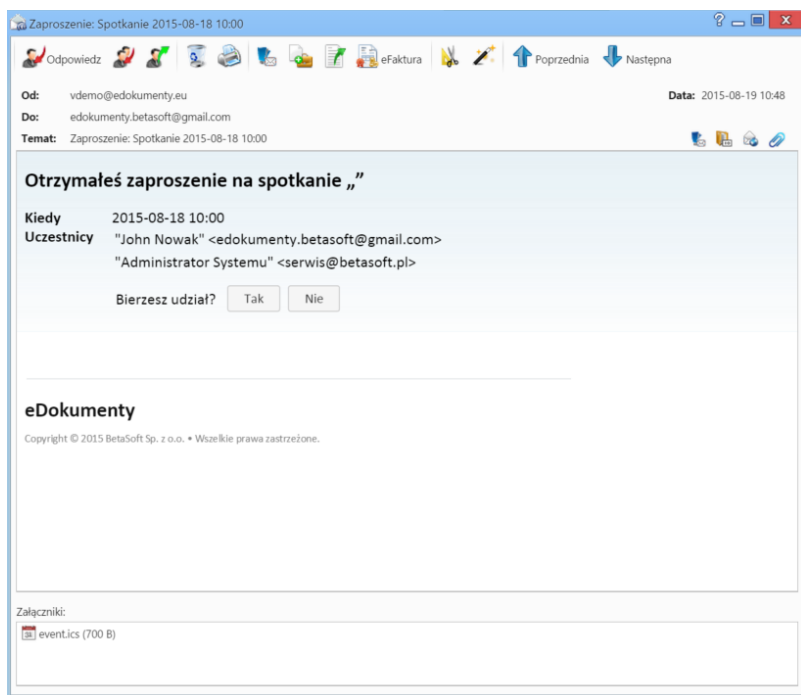 Zaproszenie: Spotkanie 2015-08-18 10:00
Odpowiedz eFaktura Poprzednia Następna
Od: vdemo@edokumenty.eu Data: 2015-08-19 10:48
Do: edokumenty.betasoft@gmail.com
Temat: Zaproszenie: Spotkanie 2015-08-18 10:00
Otrzymałeś zaproszenie na spotkanie „”
Kiedy 2015-08-18 10:00
Uczestnicy "John Nowak" <edokumenty.betasoft@gmail.com>
"Administrator Systemu" <serwis@betasoft.pl>
Bierzesz udział? Tak Nie
eDokumenty
Copyright © 2015 BetaSoft Sp. z o.o. • Wszelkie prawa zastrzeżone.
Załączniki:
event.ics (700 B)